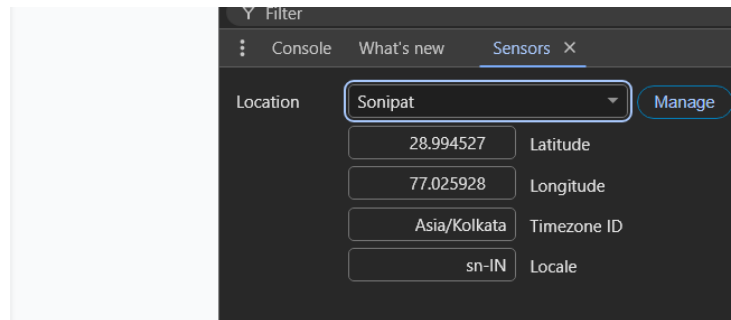 Filter
Console What's new Sensors
Location Sonipat Manage
28.994527 Latitude
77.025928 Longitude
Asia/Kolkata Timezone ID
sn-IN Locale